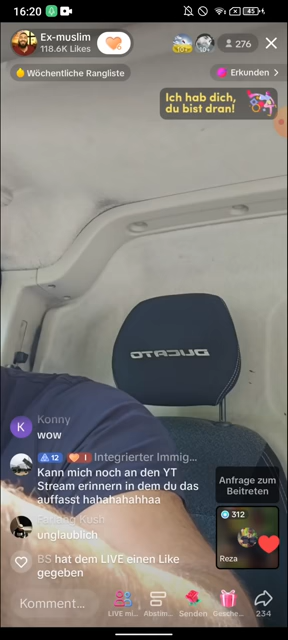 16:20
45
Ex-muslim
118.6K Likes
276
Wöchentliche Rangliste
Erkunden >
Ich hab dich,
du bist dran!
DUCATO
K
Konny
wow
12 I Integrierter Immig...
Kann mich noch an den YT
Stream erinnern in dem du das
auffasst hahahahahhaa
Kush
unglaublich
BS hat dem LIVE einen Like
gegeben
Anfrage zum
Beitreten
312
Reza
Komment...
LIVE mi...
Abstim...
Senden
Gesche...
234